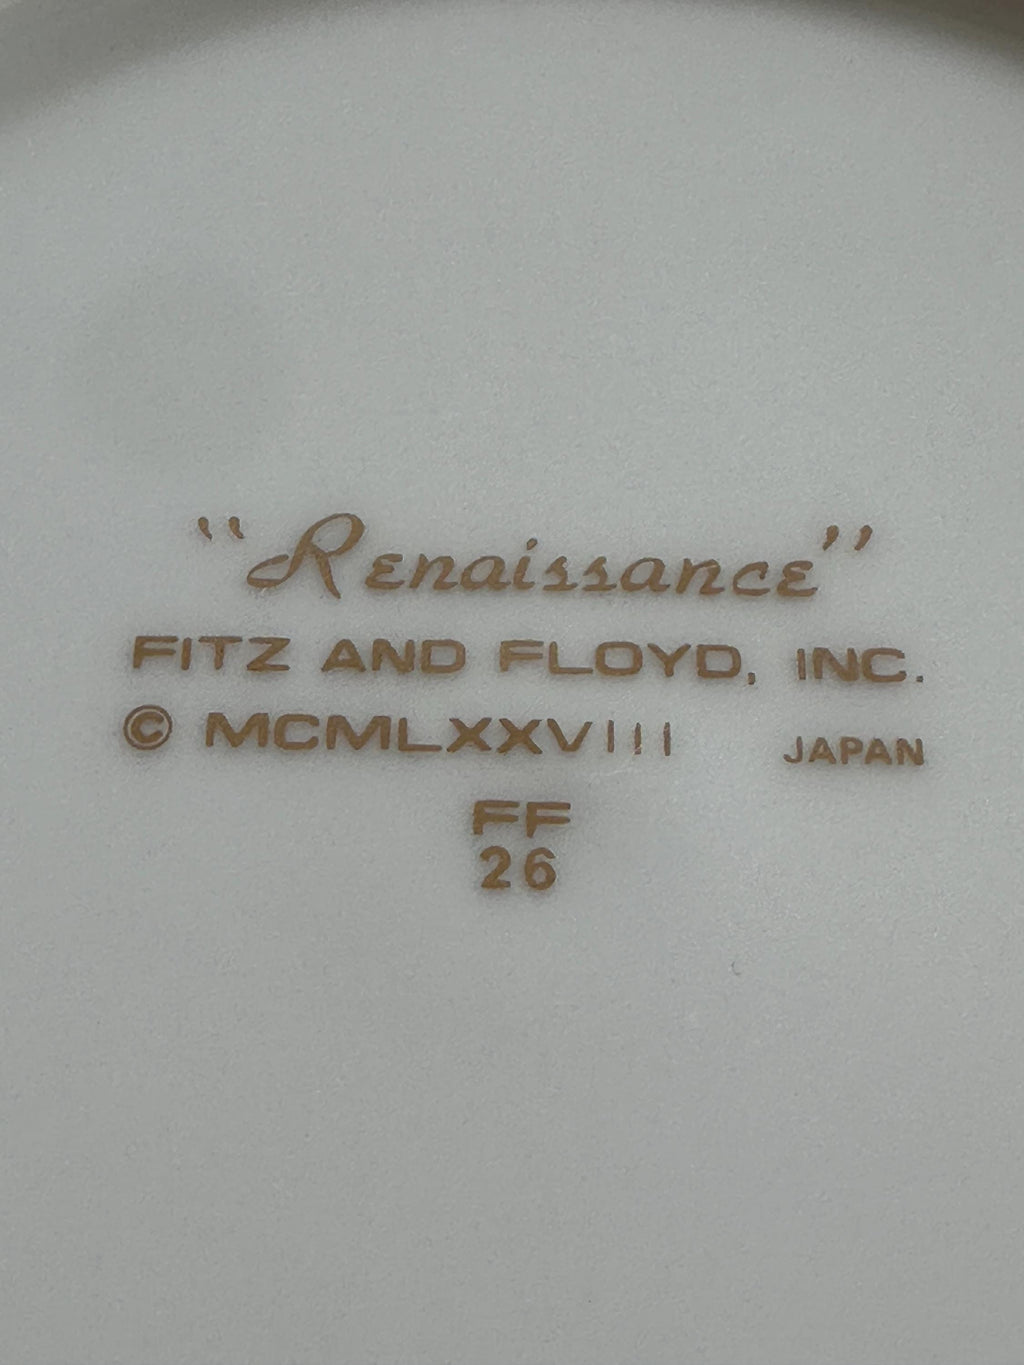 “Renaissance”
FITZ AND FLOYD, INC.
© MCMLXXVIII JAPAN
FF
26